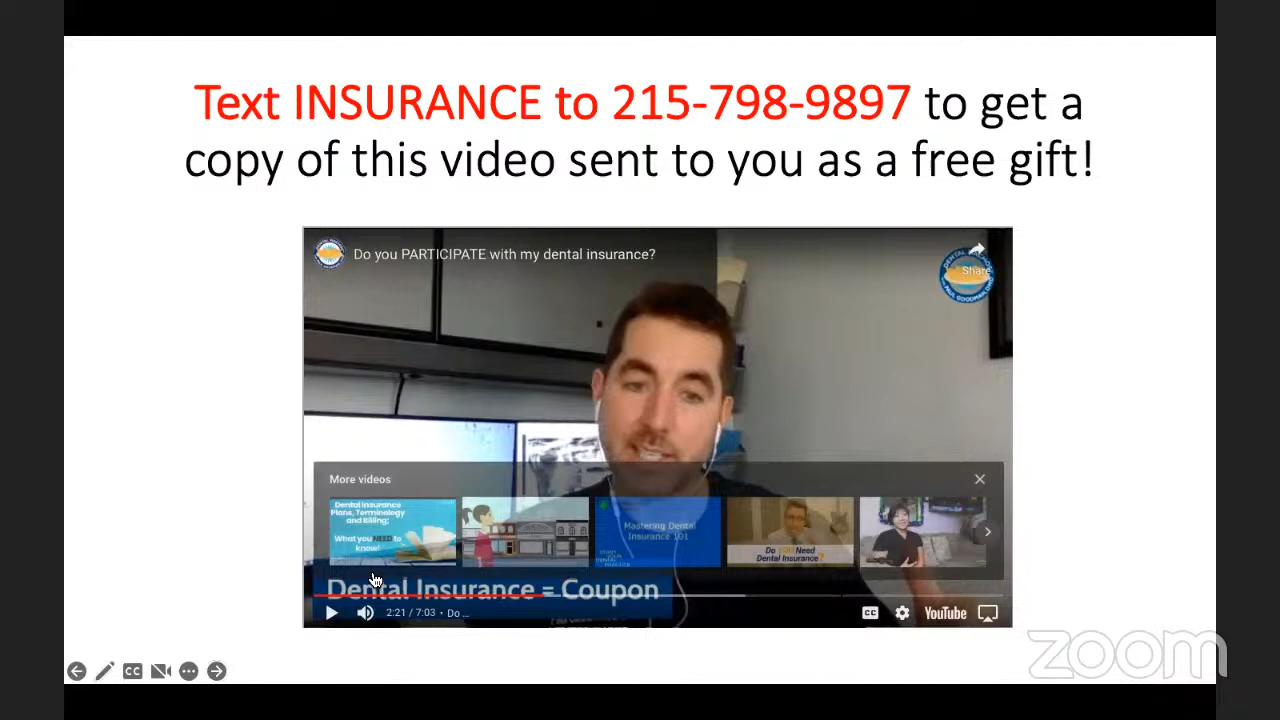 Text INSURANCE to 215-798-9897 to get a
copy of this video sent to you as a free gift!
Do you PARTICIPATE with my dental insurance?
Share
More videos
Dental Insurance
Plans, Terminology
and Billing;
What you NEED to
know!
Mastering Dental
Insurance 101
Do YOU Need
Dental Insurance?
Dental Insurance = Coupon
2:21 / 7:03 • Do ...
CC
YouTube
CC
zoom